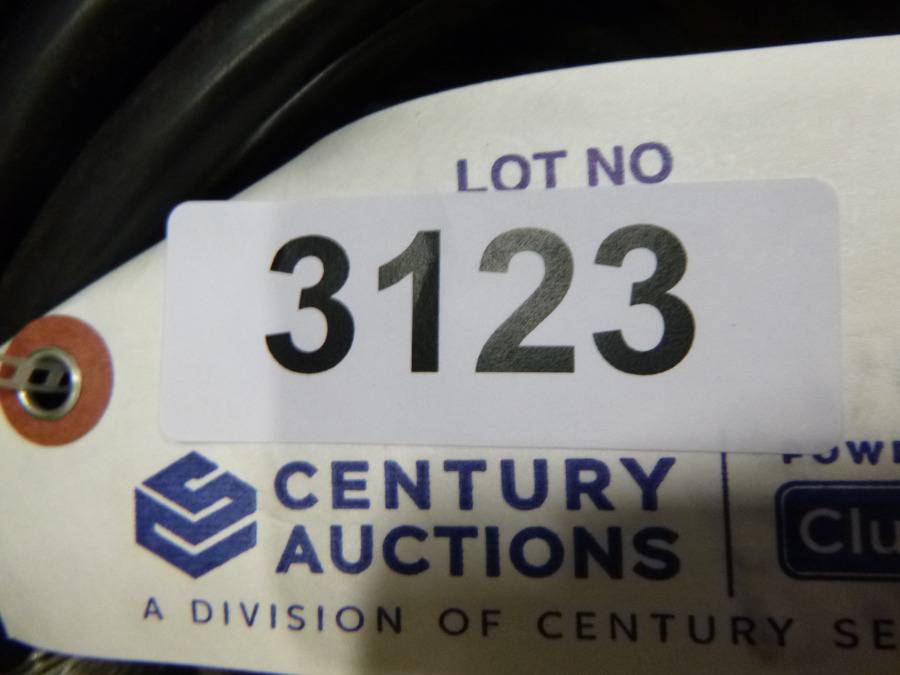 LOT NO
3123
CENTURY
AUCTIONS
A DIVISION OF CENTURY